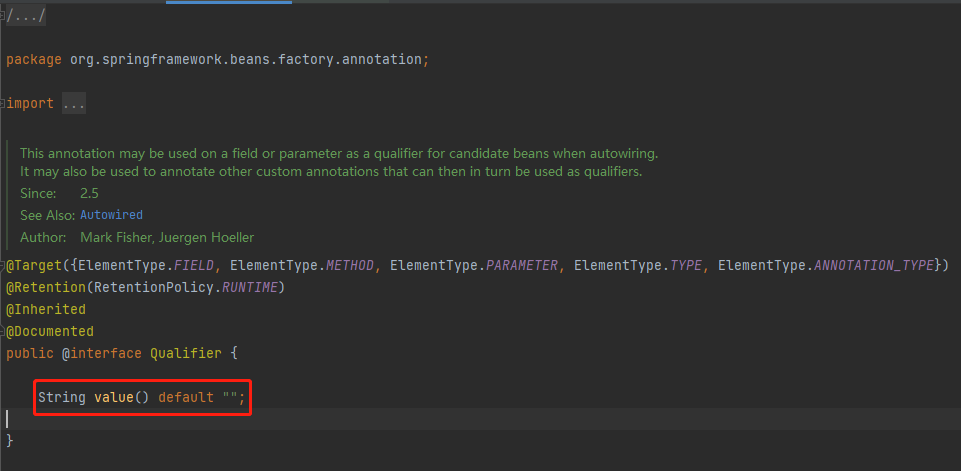 /.../
package org.springframework.beans.factory.annotation;
import ...
This annotation may be used on a field or parameter as a qualifier for candidate beans when autowiring.
It may also be used to annotate other custom annotations that can then in turn be used as qualifiers.
Since: 2.5
See Also: Autowired
Author: Mark Fisher, Juergen Hoeller
@Target({ElementType.FIELD, ElementType.METHOD, ElementType.PARAMETER, ElementType.TYPE, ElementType.ANNOTATION_TYPE})
@Retention(RetentionPolicy.RUNTIME)
@Inherited
@Documented
public @interface Qualifier {
String value() default "";
}